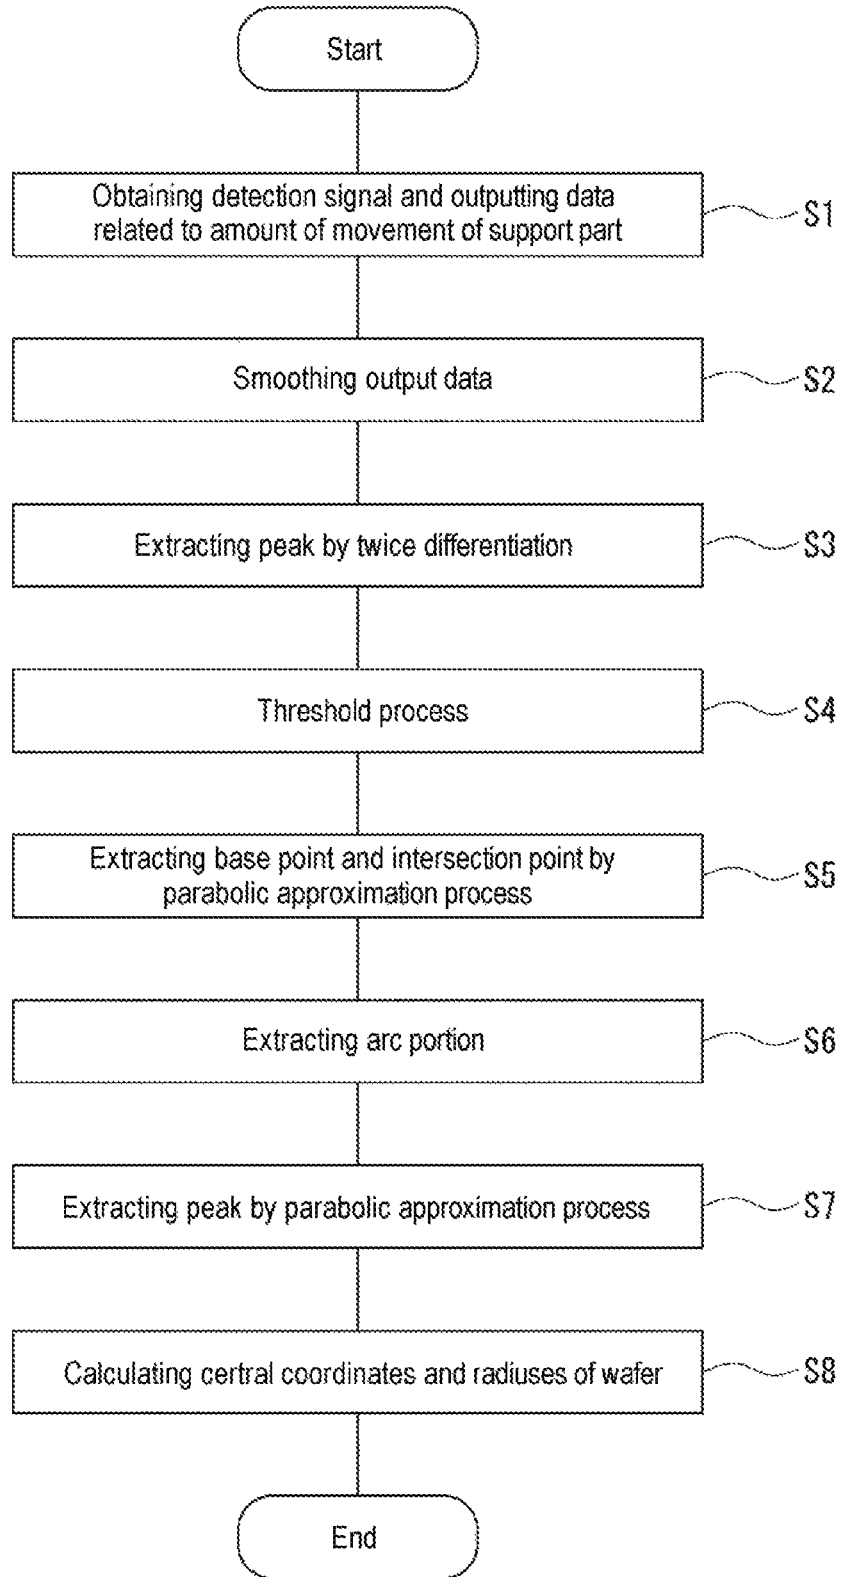 Start
Obtaining detection signal and outputting data
related to amount of movement of support part
S1
Smoothing output data
S2
Extracting peak by twice differentiation
S3
Threshold process
S4
Extracting base point and intersection point by
parabolic approximation process
S5
Extracting arc portion
S6
Extracting peak by parabolic approximation process
S7
Calculating certral coordinates and radiuses of wafer
S8
End